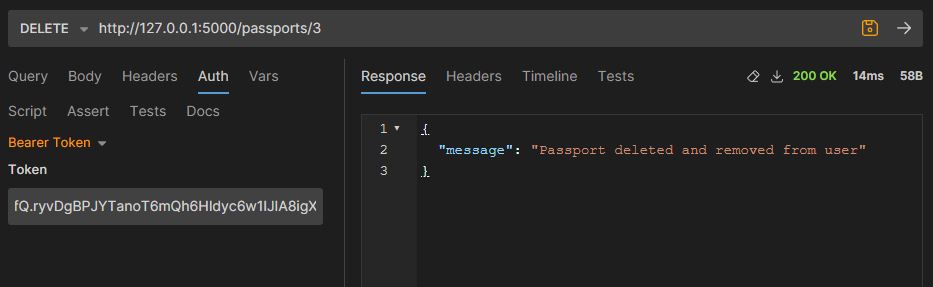 DELETE http://127.0.0.1:5000/passports/3
Query Body Headers Auth Vars
Script Assert Tests Docs
Bearer Token
Token
fQ.ryvDgBPJYTanoT6mQh6HIdyc6w1IJIA8igX
Response Headers Timeline Tests 200 OK 14ms 58B
1 {
2 "message": "Passport deleted and removed from user"
3 }